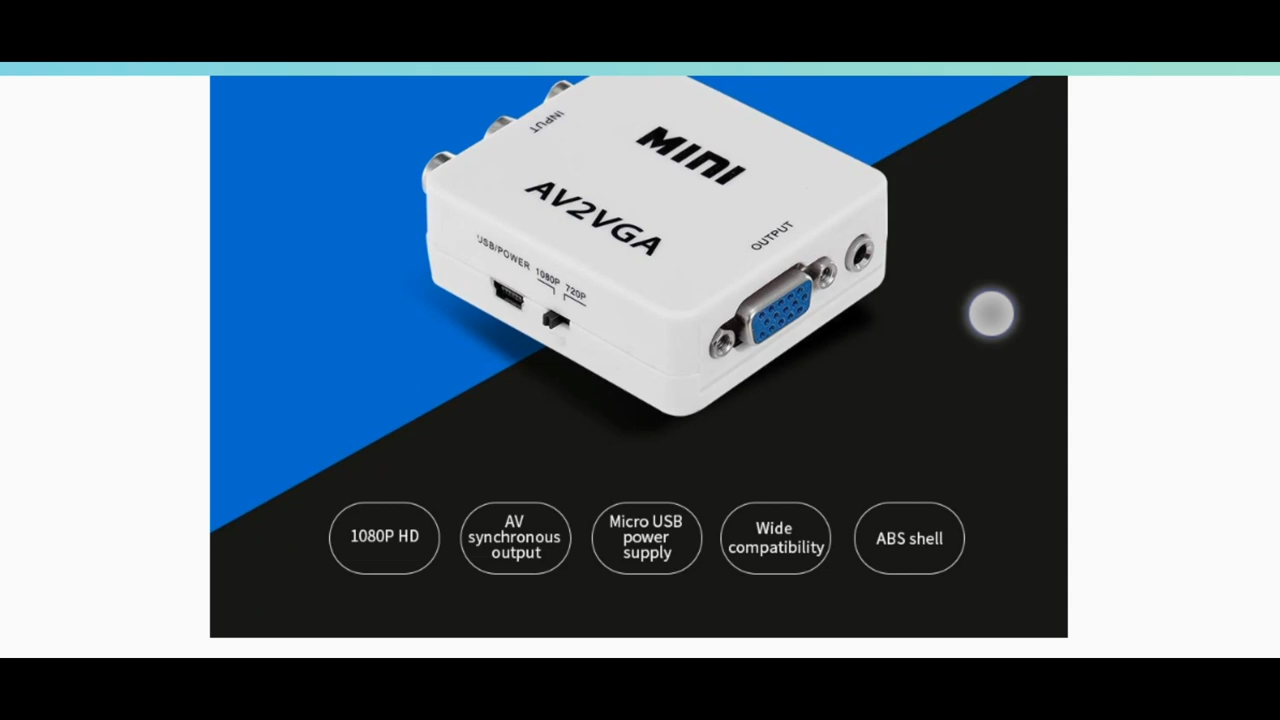 INPUT
MINI
AV2VGA
OUTPUT
USB/POWER
1080P
720P
1080P HD
AV
synchronous
output
Micro USB
power
supply
Wide
compatibility
ABS shell